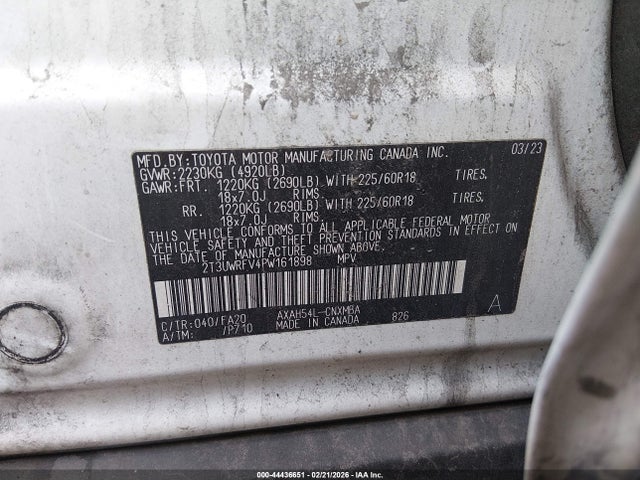 MFD. BY: TOYOTA MOTOR MANUFACTURING CANADA INC. 03/23
GVWR: 2230KG (4920LB)
GAWR: FRT. 1220KG (2690LB) WITH 225/60R18 TIRES.
18x7.0J RIMS
RR. 1220KG (2690LB) WITH 225/60R18 TIRES.
18x7.0J RIMS.
THIS VEHICLE CONFORMS TO ALL APPLICABLE FEDERAL MOTOR
VEHICLE SAFETY AND THEFT PREVENTION STANDARDS IN EFFECT ON
THE DATE OF MANUFACTURE SHOWN ABOVE.
2T3UWRFV4PW161898 MPV
C/TR: 040/FA20 AXAH54L-CNXMBA A
A/TM: /P710 MADE IN CANADA 826
000-44436651 - 02/21/2026 - IAA Inc.